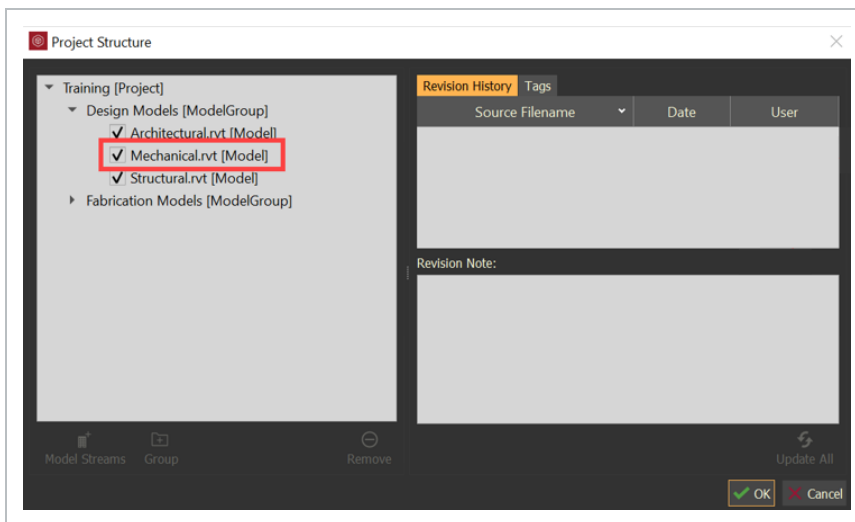 Project Structure
Training [Project]
Design Models [ModelGroup]
Architectural.rvt [Model]
Mechanical.rvt [Model]
Structural.rvt [Model]
Fabrication Models [ModelGroup]
Model Streams Group Remove
Revision History Tags
Source Filename Date User
Revision Note:
Update All
OK Cancel